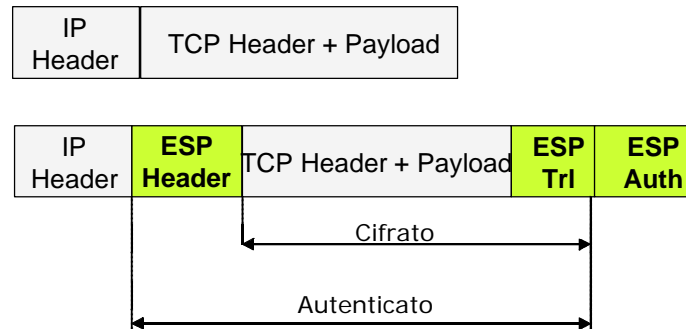 IP
Header
TCP Header + Payload
IP
Header
ESP
Header
TCP Header + Payload
ESP
Trl
ESP
Auth
Cifrato
Autenticato